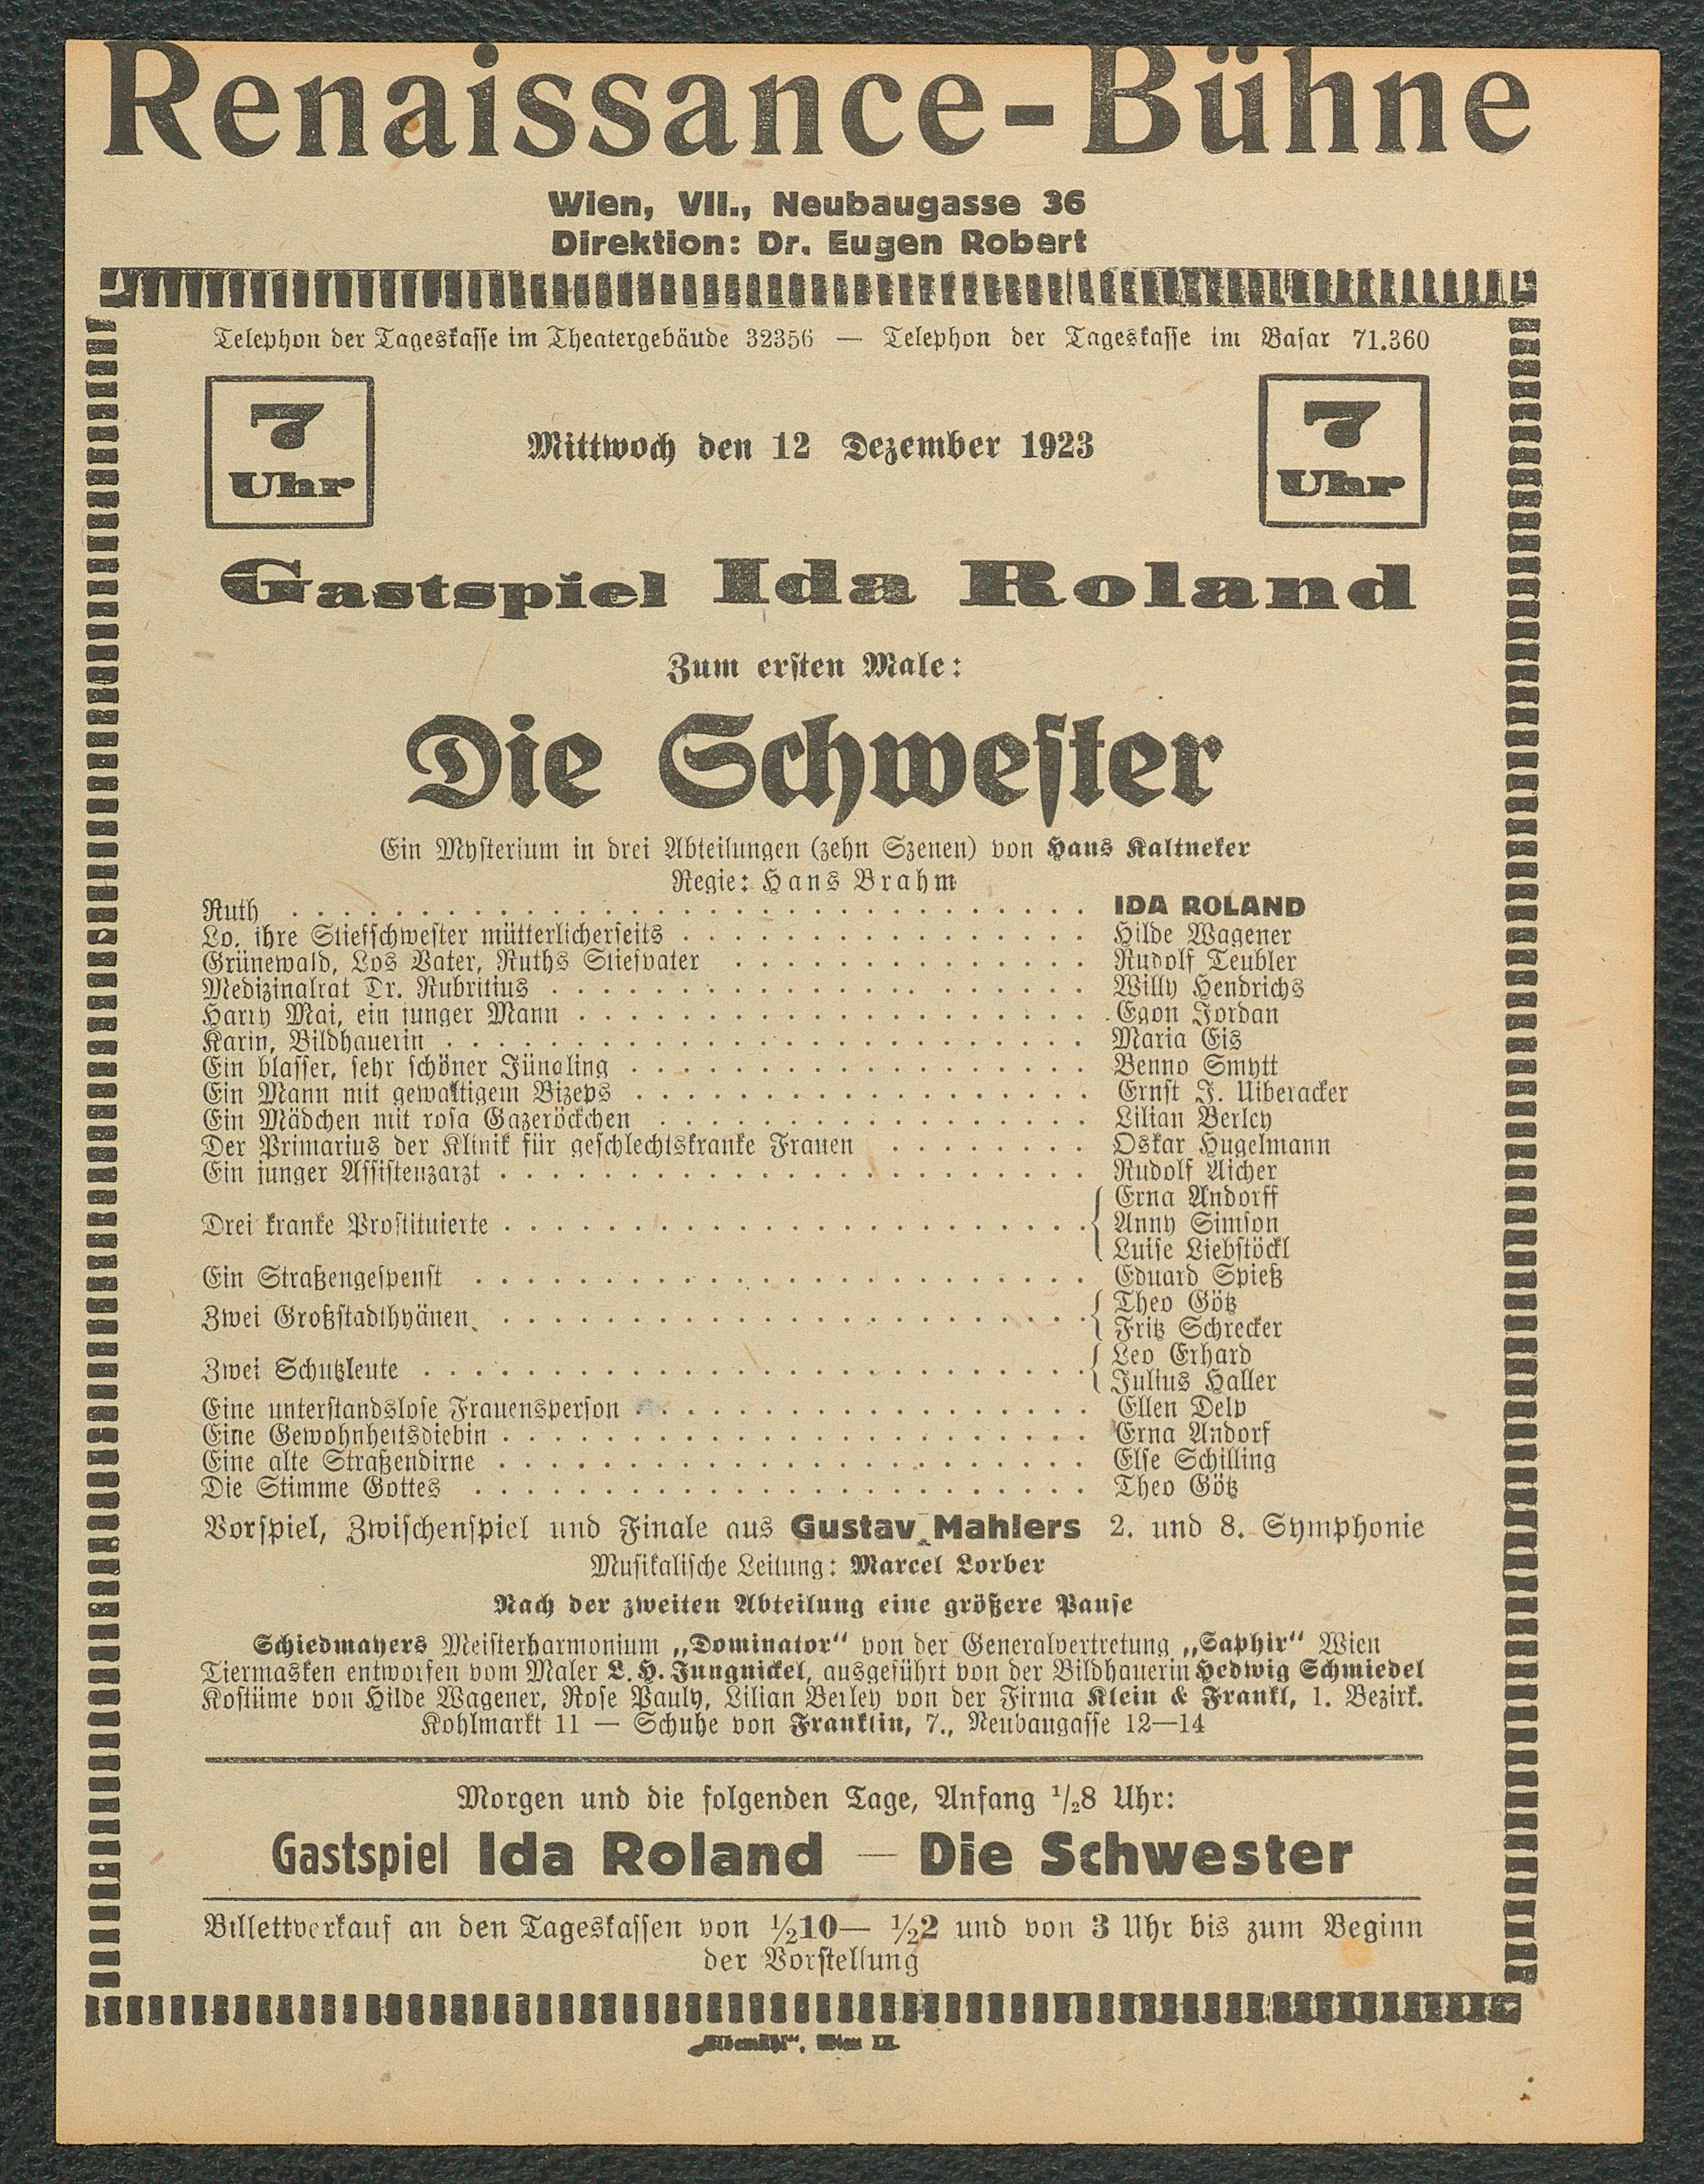 Renaissance-Bühne
Wien, VII., Neubaugasse 36
Direktion: Dr. Eugen Robert
Telephon der Tageskasse im Theatergebäude 32356 — Telephon der Tageskasse im Basar 71.360
7 Uhr
Mittwoch den 12 Dezember 1923
7 Uhr
Gastspiel Ida Roland
Zum ersten Male:
Die Schwester
Ein Mysterium in drei Abteilungen (zehn Szenen) von Hans Kaltneker
Regie: Hans Brahm
Ruth . . . . . IDA ROLAND
Lo, ihre Stiefschwester mütterlicherseits . . . . . Hilde Wagener
Grünewald, Los Vater, Ruths Stiefvater . . . . . Rudolf Teubler
Medizinalrat Dr. Rubritius . . . . . Willy Hendrichs
Harry Mai, ein junger Mann . . . . . Egon Jordan
Karin, Bildhauerin . . . . . Maria Eis
Ein blasser, sehr schöner Jüngling . . . . . Benno Smytt
Ein Mann mit gewaltigem Bizeps . . . . . Ernst J. Uiberacker
Ein Mädchen mit rosa Gazeröckchen . . . . . Lilian Berley
Der Primarius der Klinik für geschlechtskranke Frauen . . . . . Oskar Hugelmann
Ein junger Assistenzarzt . . . . . Rudolf Aicher
Drei kranke Prostituierte . . . . . { Erna Andorff
Anny Simson
Luise Liebstöckl
Ein Straßengespenst . . . . . Eduard Spieß
Zwei Großstadthyänen . . . . . { Theo Götz
Fritz Schrecker
Zwei Schutzleute . . . . . { Leo Erhard
Julius Haller
Eine unterstandslose Frauensperson . . . . . Ellen Delp
Eine Gewohnheitsdiebin . . . . . Erna Andorf
Eine alte Straßendirne . . . . . Else Schilling
Die Stimme Gottes . . . . . Theo Götz
Vorspiel, Zwischenspiel und Finale aus Gustav Mahlers 2. und 8. Symphonie
Musikalische Leitung: Marcel Lorber
Nach der zweiten Abteilung eine größere Pause
Schiedmayers Meisterharmonium „Dominator“ von der Generalvertretung „Saphir“ Wien
Tiermasken entworfen vom Maler L. H. Jungnickel, ausgeführt von der Bildhauerin Hedwig Schmiedel
Kostüme von Hilde Wagener, Rose Pauly, Lilian Berley von der Firma Klein & Frankl, 1. Bezirk.
Kohlmarkt 11 — Schuhe von Franklin, 7., Neubaugasse 12—14
Morgen und die folgenden Tage, Anfang 1/28 Uhr:
Gastspiel Ida Roland — Die Schwester
Billettverkauf an den Tageskassen von ½10— ½2 und von 3 Uhr bis zum Beginn
der Vorstellung
„Elbemühl“, Wien IX.